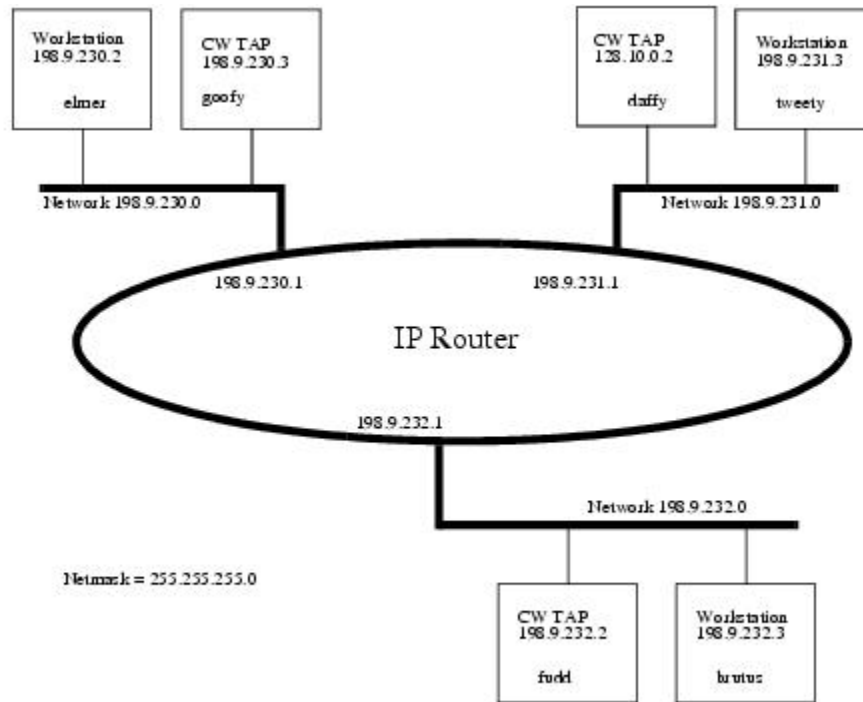 Workstation
198.9.230.2
elmer
CW TAP
198.9.230.3
goofy
CW TAP
128.10.0.2
daffy
Workstation
198.9.231.3
tweety
Network 198.9.230.0
Network 198.9.231.0
198.9.230.1
198.9.231.1
IP Router
198.9.232.1
Network 198.9.232.0
Netmask = 255.255.255.0
CW TAP
198.9.232.2
fudd
Workstation
198.9.232.3
brutus